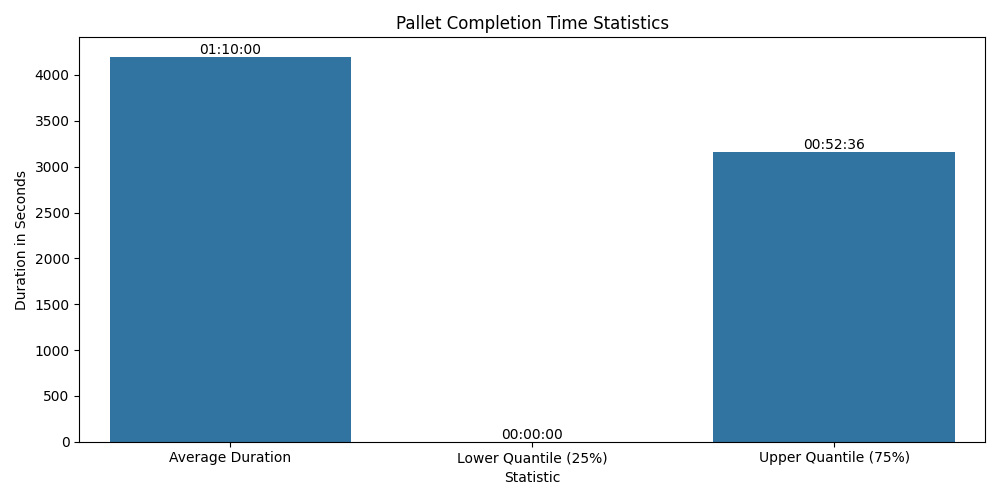 Pallet Completion Time Statistics
01:10:00
4000
3500
00:52:36
3000
2500
2000
1500
1000
500
00:00:00
0
Duration in Seconds
Average Duration
Lower Quantile (25%)
Upper Quantile (75%)
Statistic